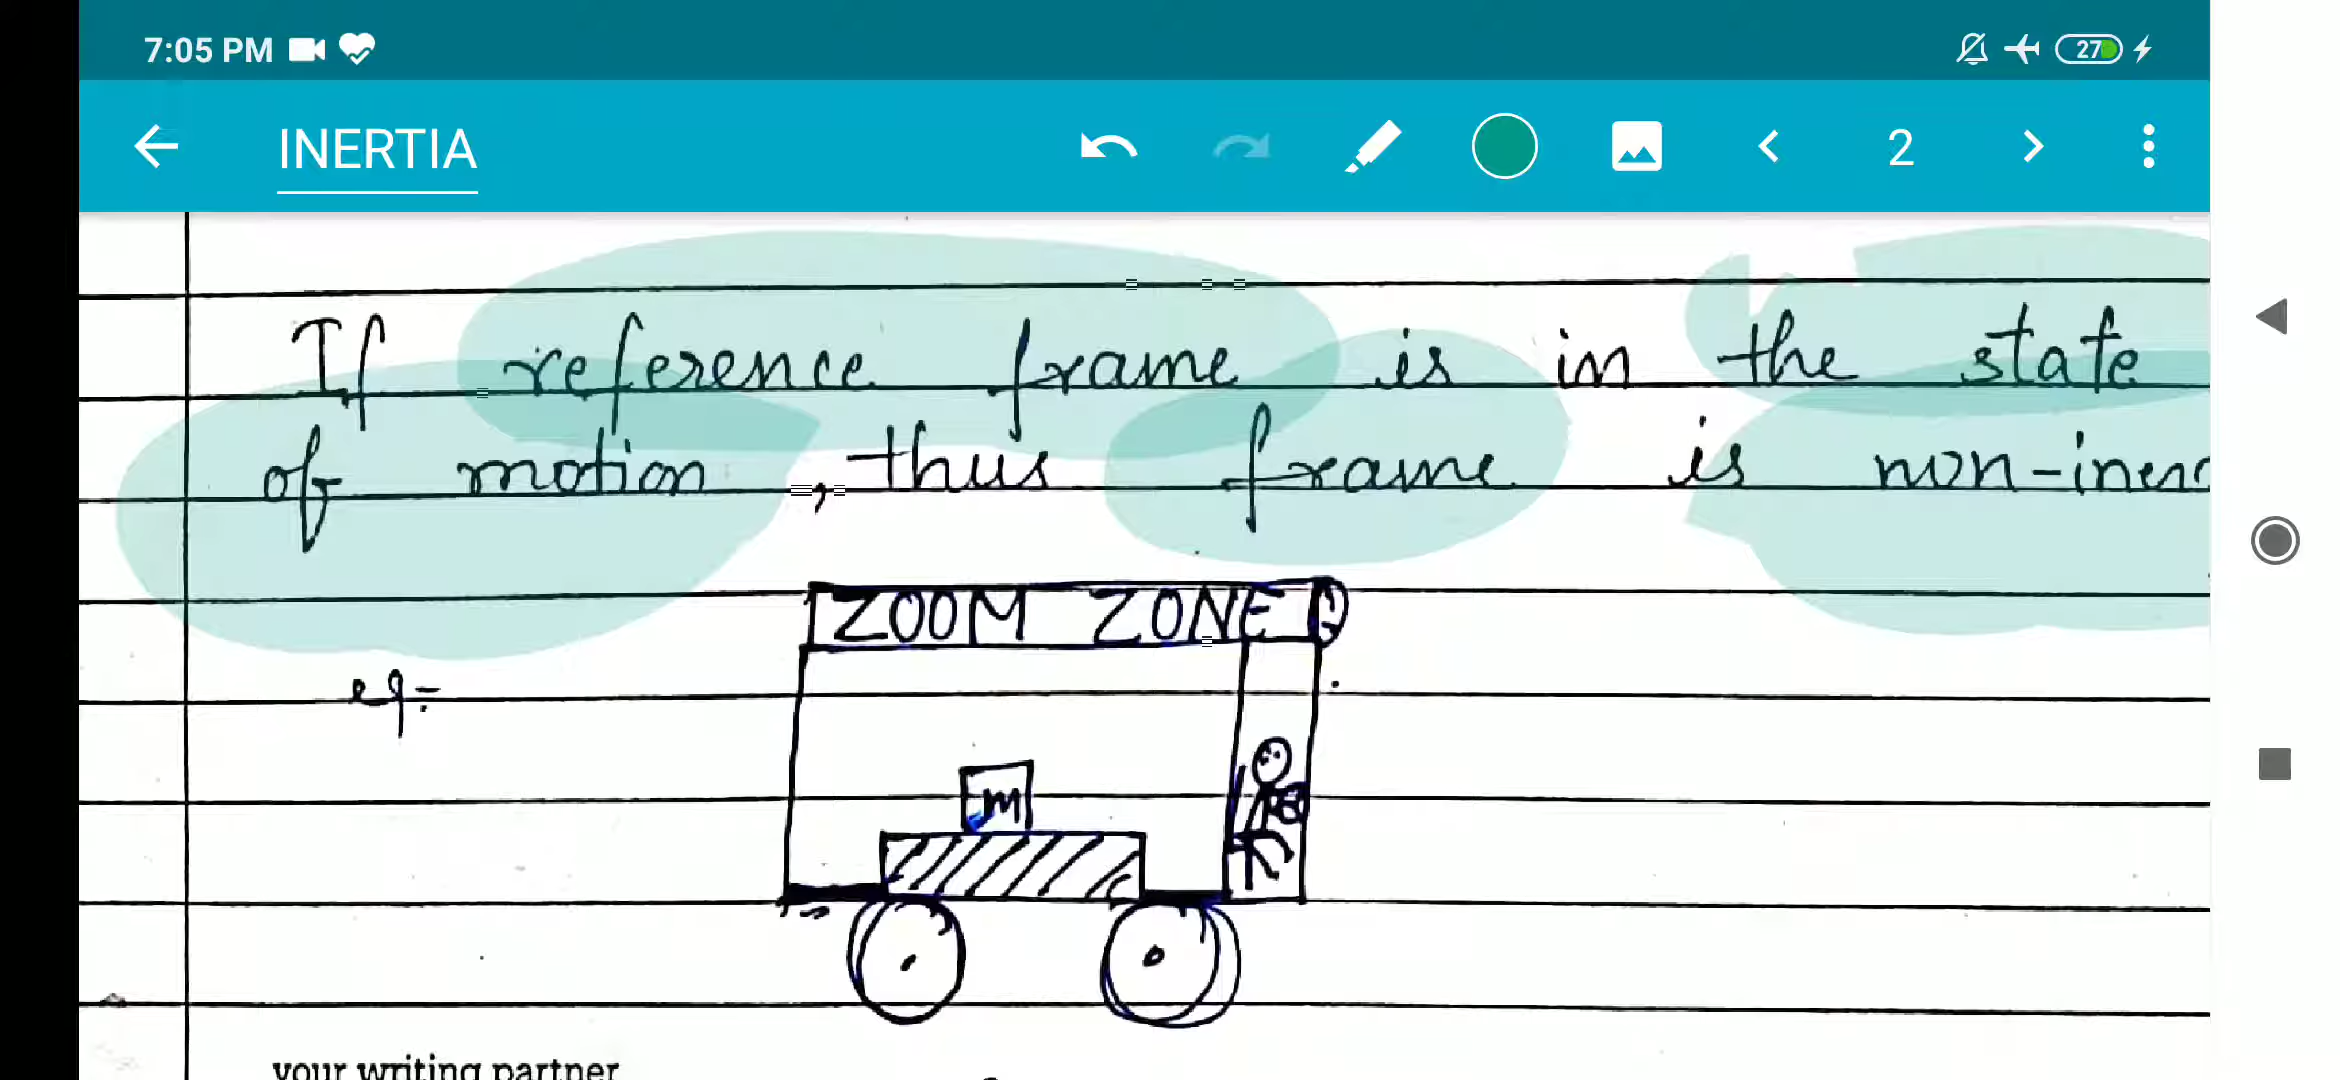 7:05 PM
27
INERTIA
2
If reference frame is in the state
of motion, thus frame is non-iner
ZOOM ZONE
eg:-
m
your writing partner